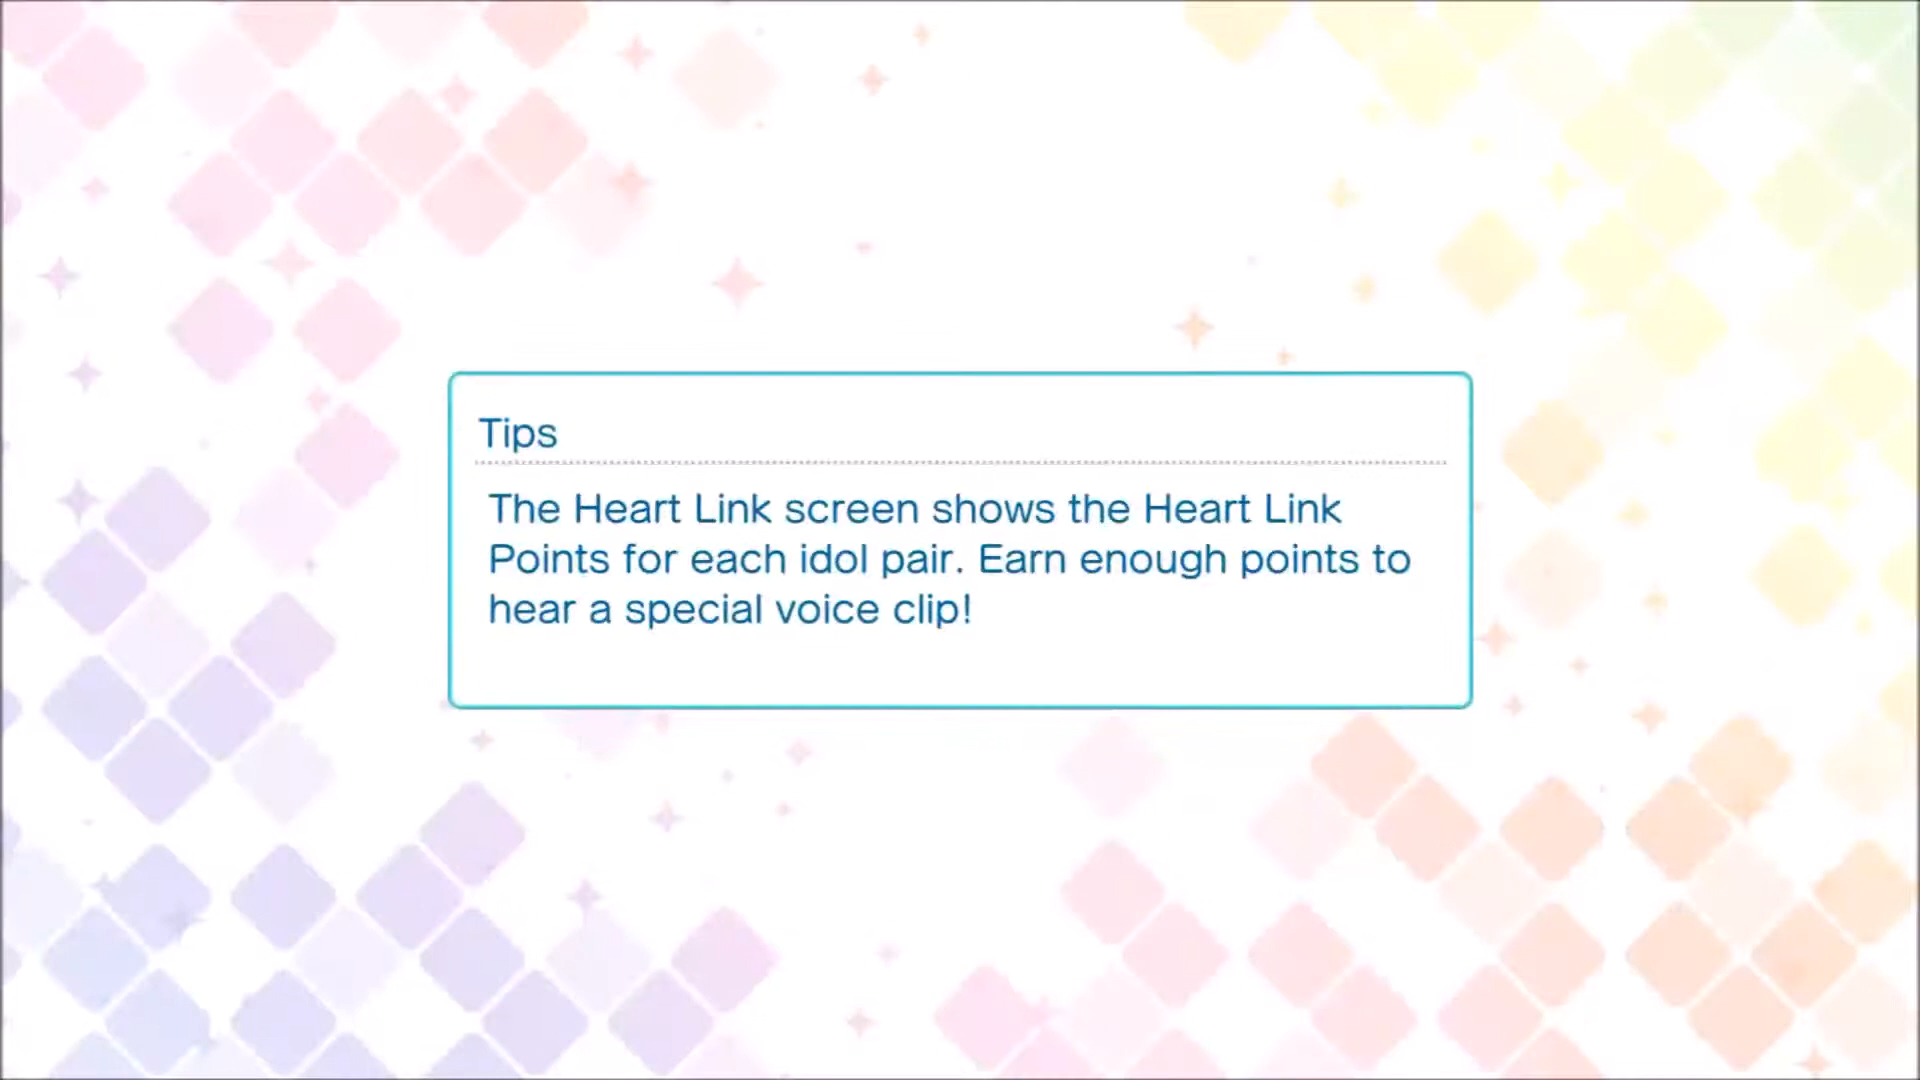 Tips
The Heart Link screen shows the Heart Link
Points for each idol pair. Earn enough points to
hear a special voice clip!